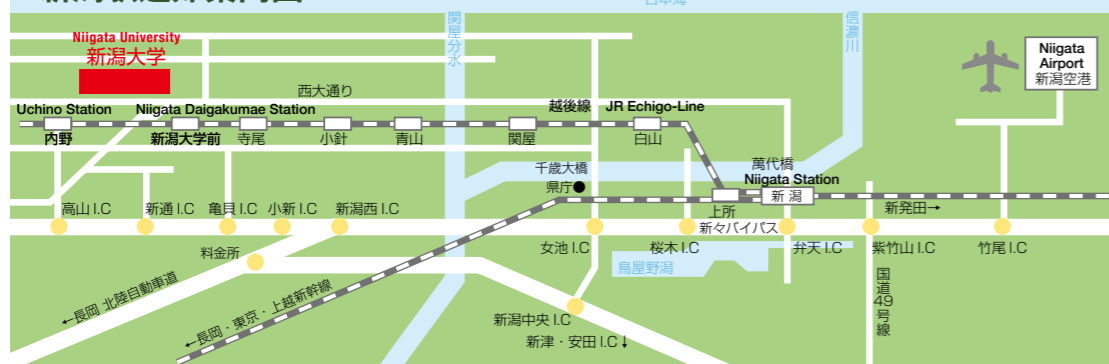 日本海
Niigata University
新潟大学
関屋分水
信濃川
Niigata
Airport
新潟空港
西大通り
Uchino Station
Niigata Daigakumae Station
越後線
JR Echigo-Line
内野
新潟大学前
寺尾
小針
青山
関屋
白山
千歳大橋
県庁●
萬代橋
Niigata Station
新潟
上所
新発田→
高山 I.C
新通 I.C
亀貝 I.C
小新 I.C
新潟西 I.C
新々バイパス
料金所
女池 I.C
桜木 I.C
弁天 I.C
紫竹山 I.C
竹尾 I.C
鳥屋野潟
国道49号線
←長岡 北陸自動車道
←長岡・東京・上越新幹線
新潟中央 I.C
新津・安田 I.C↓